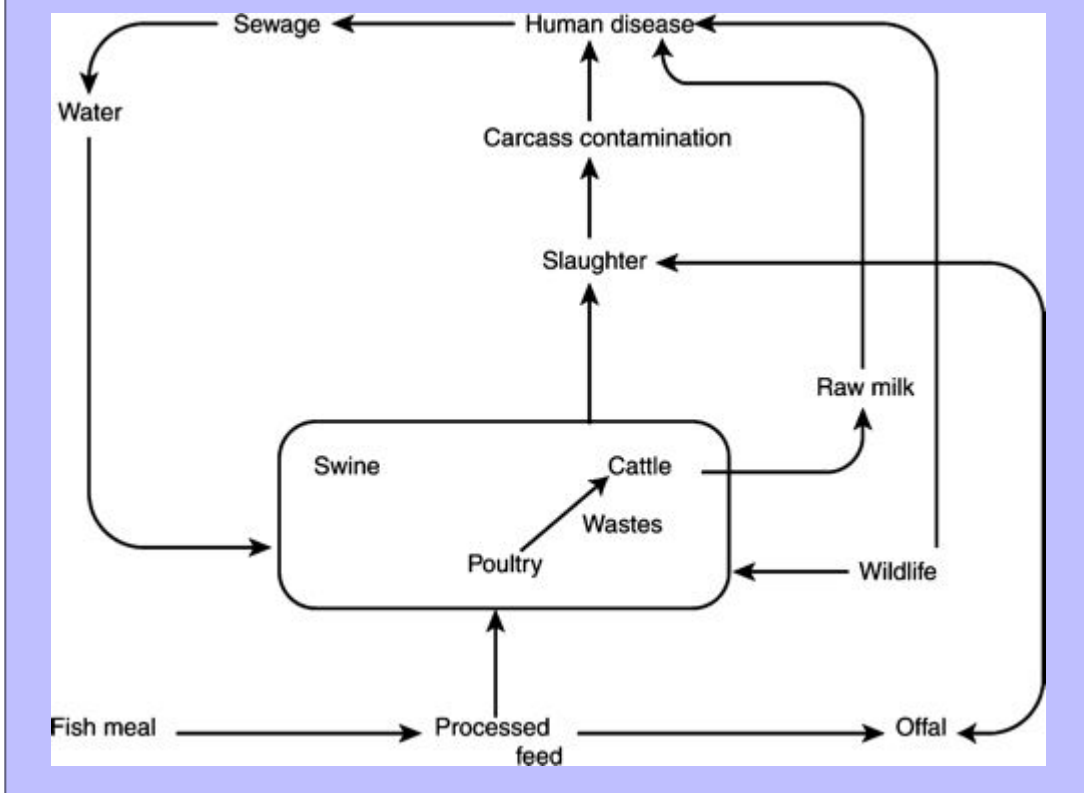 Sewage
Human disease
Water
Carcass contamination
Slaughter
Raw milk
Swine
Cattle
Wastes
Poultry
Wildlife
Fish meal
Processed
feed
Offal